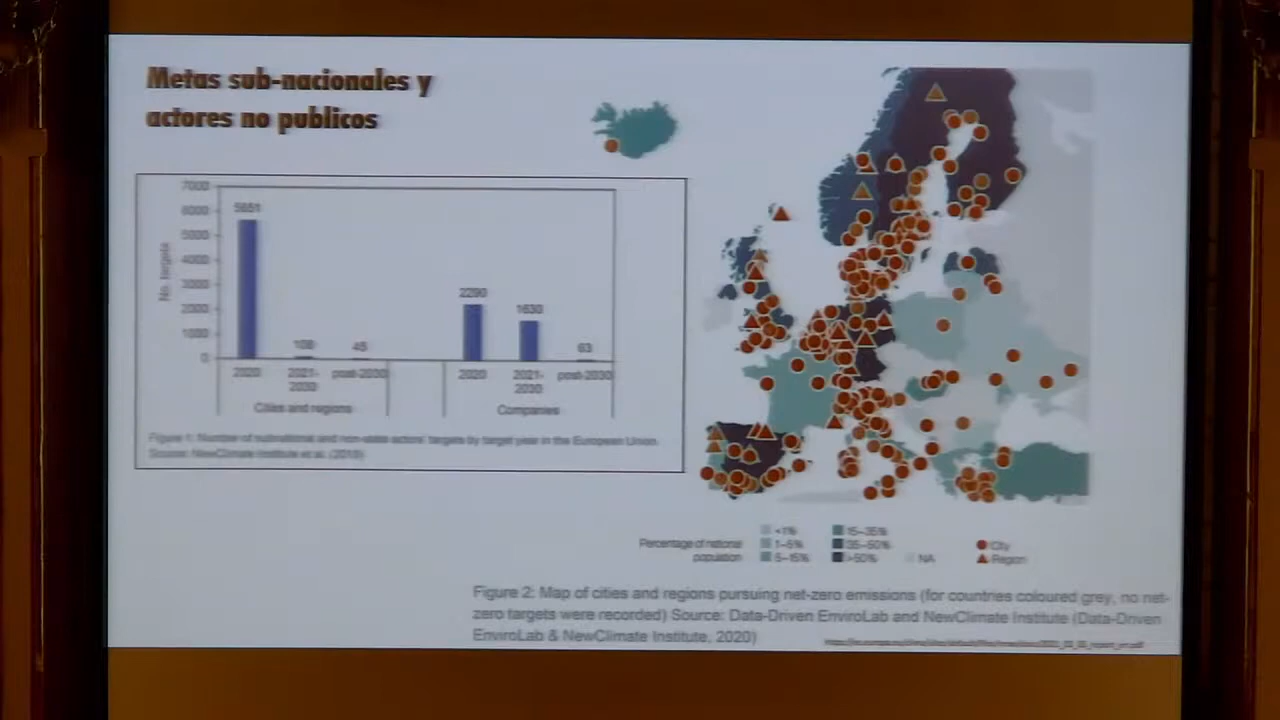 Metas sub-nacionales y
actores no publicos
7000
6000
5000
4000
3000
2000
1000
0
No. targets
5651
108
45
2290
1630
63
2020
2021-
2030
post-2030
2020
2021-
2030
post-2030
Cities and regions
Companies
Figure 1: Number of subnational and non-state actors' targets by target year in the European Union.
Source: NewClimate Institute et al. (2019)
Percentage of national
population
<1%
1–5%
5–15%
15–35%
35–50%
>50%
NA
City
Region
Figure 2: Map of cities and regions pursuing net-zero emissions (for countries coloured grey, no net-
zero targets were recorded) Source: Data-Driven EnviroLab and NewClimate Institute (Data-Driven
EnviroLab & NewClimate Institute, 2020)